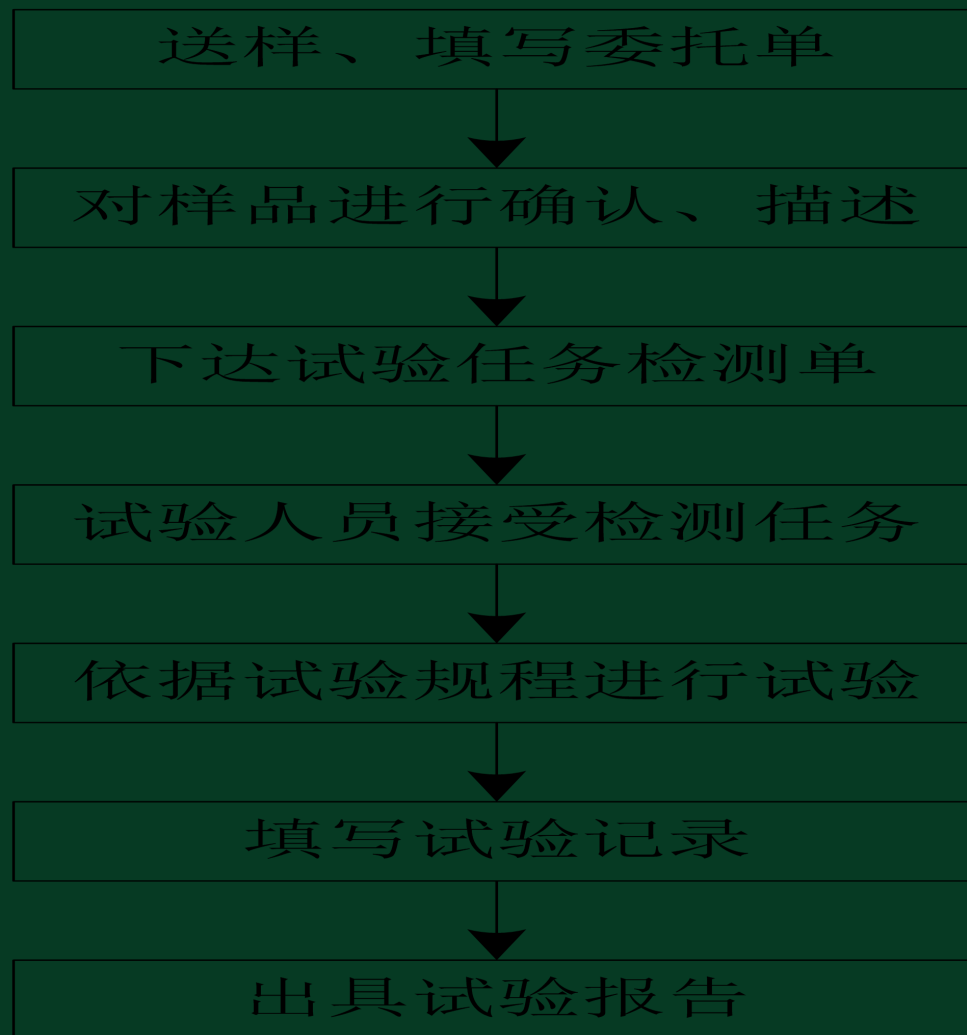 送样、填写委托单
对样品进行确认、描述
下达试验任务检测单
试验人员接受检测任务
依据试验规程进行试验
填写试验记录
出具试验报告